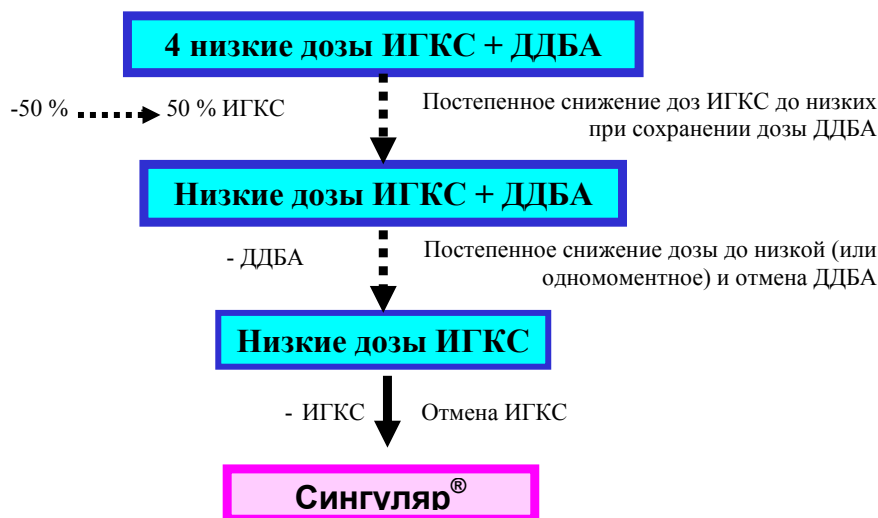 4 низкие дозы ИГКС + ДДБА
-50 % 50 % ИГКС
Постепенное снижение доз ИГКС до низких
при сохранении дозы ДДБА
Низкие дозы ИГКС + ДДБА
- ДДБА
Постепенное снижение дозы до низкой (или
одномоментное) и отмена ДДБА
Низкие дозы ИГКС
- ИГКС
Отмена ИГКС
Сингуляр®